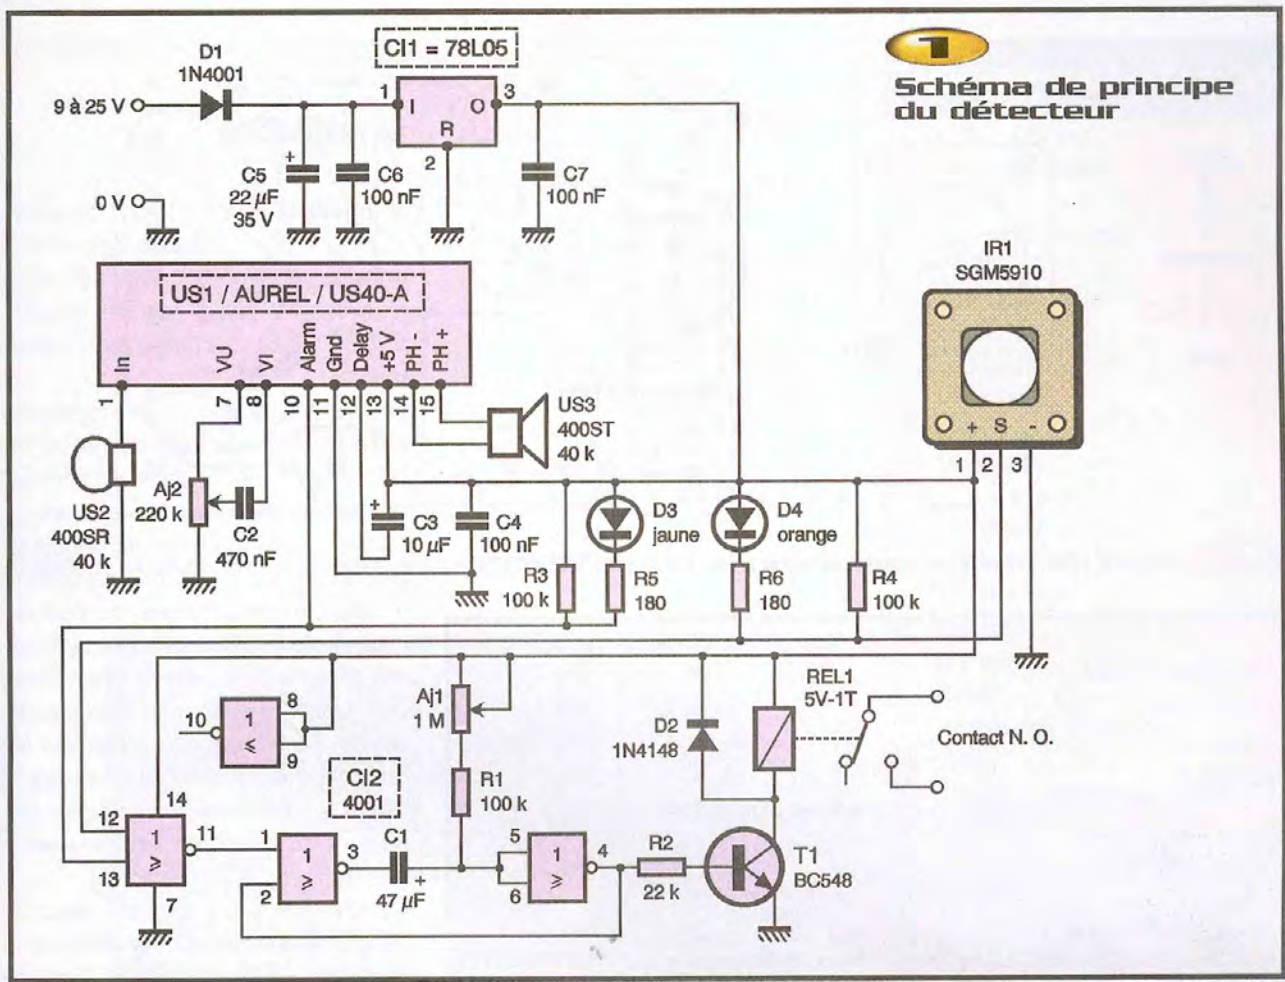 1
Schéma de principe
du détecteur
CI1 = 78L05
D1
1N4001
9 à 25 V
1
I
O
3
R
2
+
C5
22 µF
35 V
C6
100 nF
C7
100 nF
0 V
IR1
SGM5910
+ S -
1 2 3
US1 / AUREL / US40-A
In
VU
VI
Alarm
Gnd
Delay
+5 V
PH -
PH +
1
7
8
10
11
12
13
14
15
US3
400ST
40 k
US2
400SR
40 k
Aj2
220 k
C2
470 nF
+
C3
10 µF
C4
100 nF
D3
jaune
D4
orange
R3
100 k
R5
180
R6
180
R4
100 k
10
1
≤
8
9
Aj1
1 M
D2
1N4148
REL1
5V-1T
Contact N. O.
CI2
4001
R1
100 k
14
12
1
≥
11
13
7
1
1
≥
3
2
C1
+
47 µF
5
1
≥
4
6
R2
22 k
T1
BC548